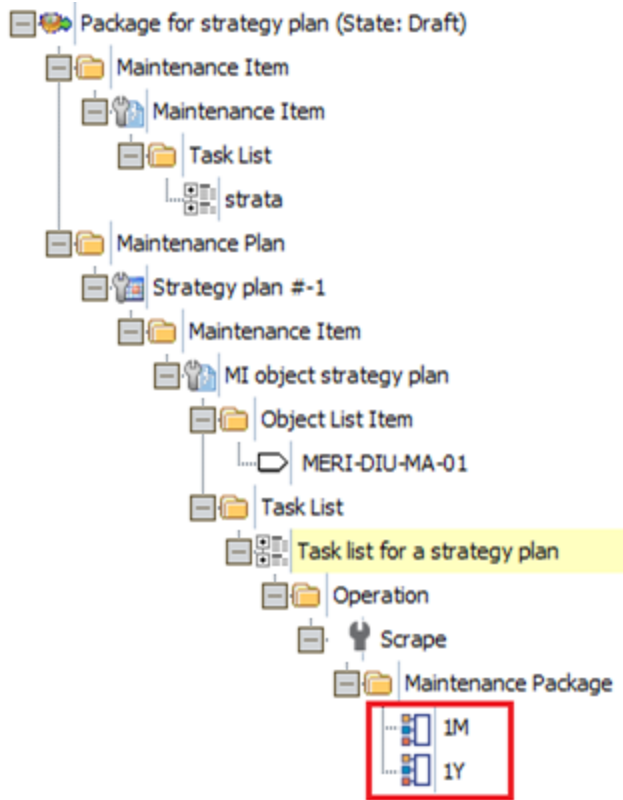 Package for strategy plan (State: Draft)
Maintenance Item
Maintenance Item
Task List
strata
Maintenance Plan
Strategy plan #-1
Maintenance Item
MI object strategy plan
Object List Item
MERI-DIU-MA-01
Task List
Task list for a strategy plan
Operation
Scrape
Maintenance Package
1M
1Y